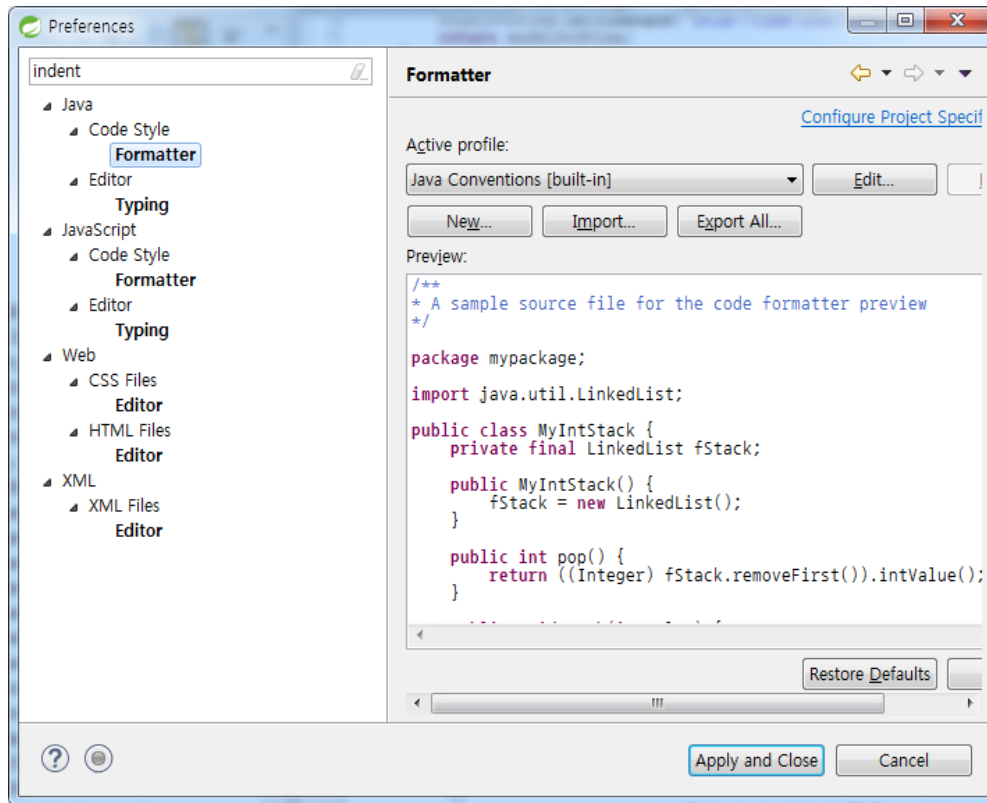 Preferences
indent
Java
Code Style
Formatter
Editor
Typing
JavaScript
Code Style
Formatter
Editor
Typing
Web
CSS Files
Editor
HTML Files
Editor
XML
XML Files
Editor
Formatter
Configure Project Specif
Active profile:
Java Conventions [built-in]
Edit...
New...
Import...
Export All...
Preview:
/**
* A sample source file for the code formatter preview
*/
package mypackage;
import java.util.LinkedList;
public class MyIntStack {
private final LinkedList fStack;
public MyIntStack() {
fStack = new LinkedList();
}
public int pop() {
return ((Integer) fStack.removeFirst()).intValue();
}
Restore Defaults
?
Apply and Close
Cancel